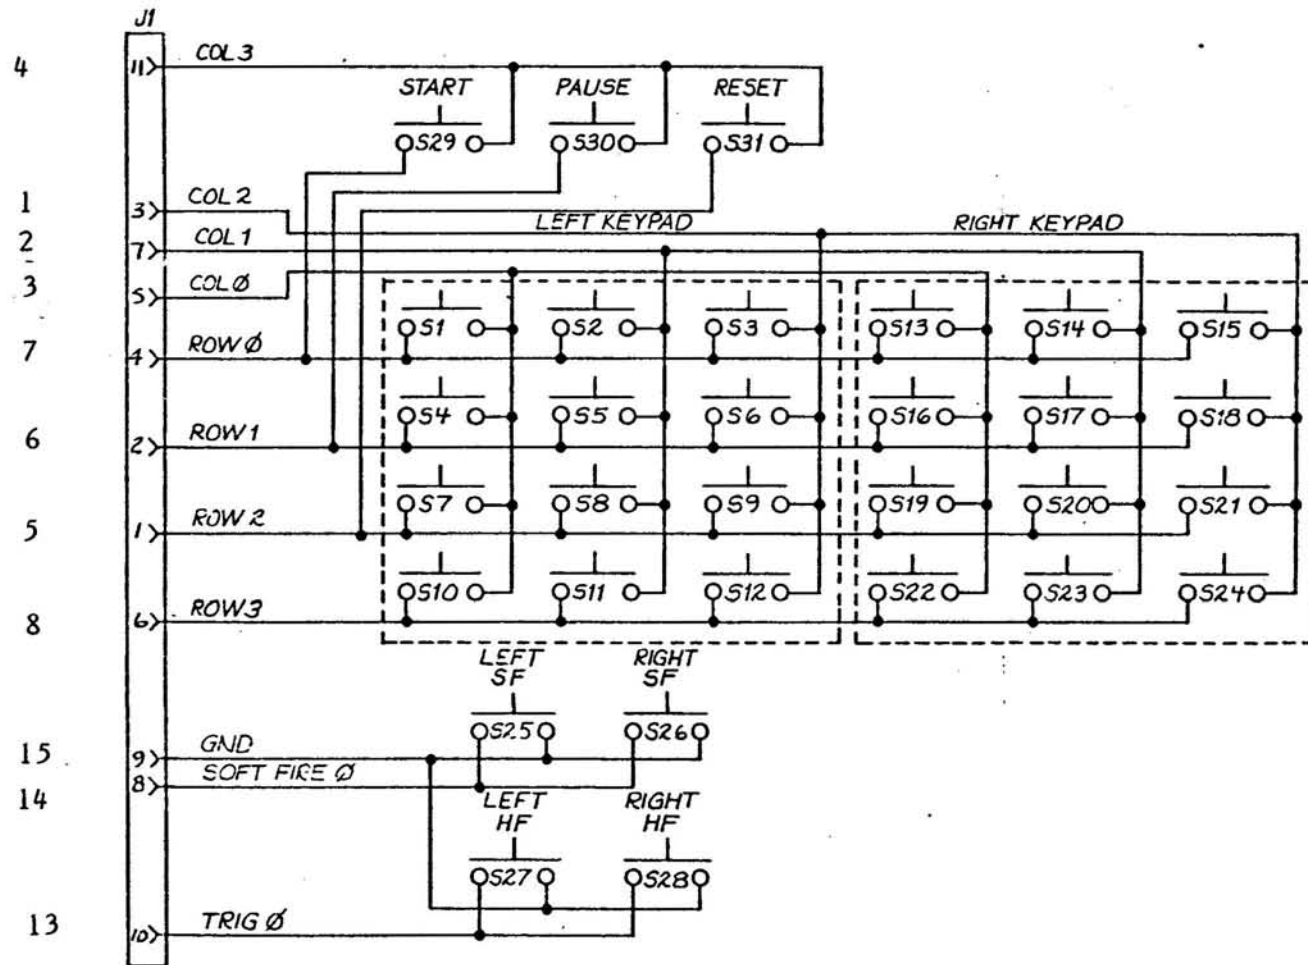 J1
4 11 COL 3
START PAUSE RESET
S29 S30 S31
1 3 COL 2
LEFT KEYPAD RIGHT KEYPAD
2 7 COL 1
3 5 COL Ø
S1 S2 S3 S13 S14 S15
7 4 ROW Ø
S4 S5 S6 S16 S17 S18
6 2 ROW 1
S7 S8 S9 S19 S20 S21
5 1 ROW 2
S10 S11 S12 S22 S23 S24
8 6 ROW 3
LEFT SF RIGHT SF
S25 S26
15 9 GND
14 8 SOFT FIRE Ø
LEFT HF RIGHT HF
S27 S28
13 10 TRIG Ø